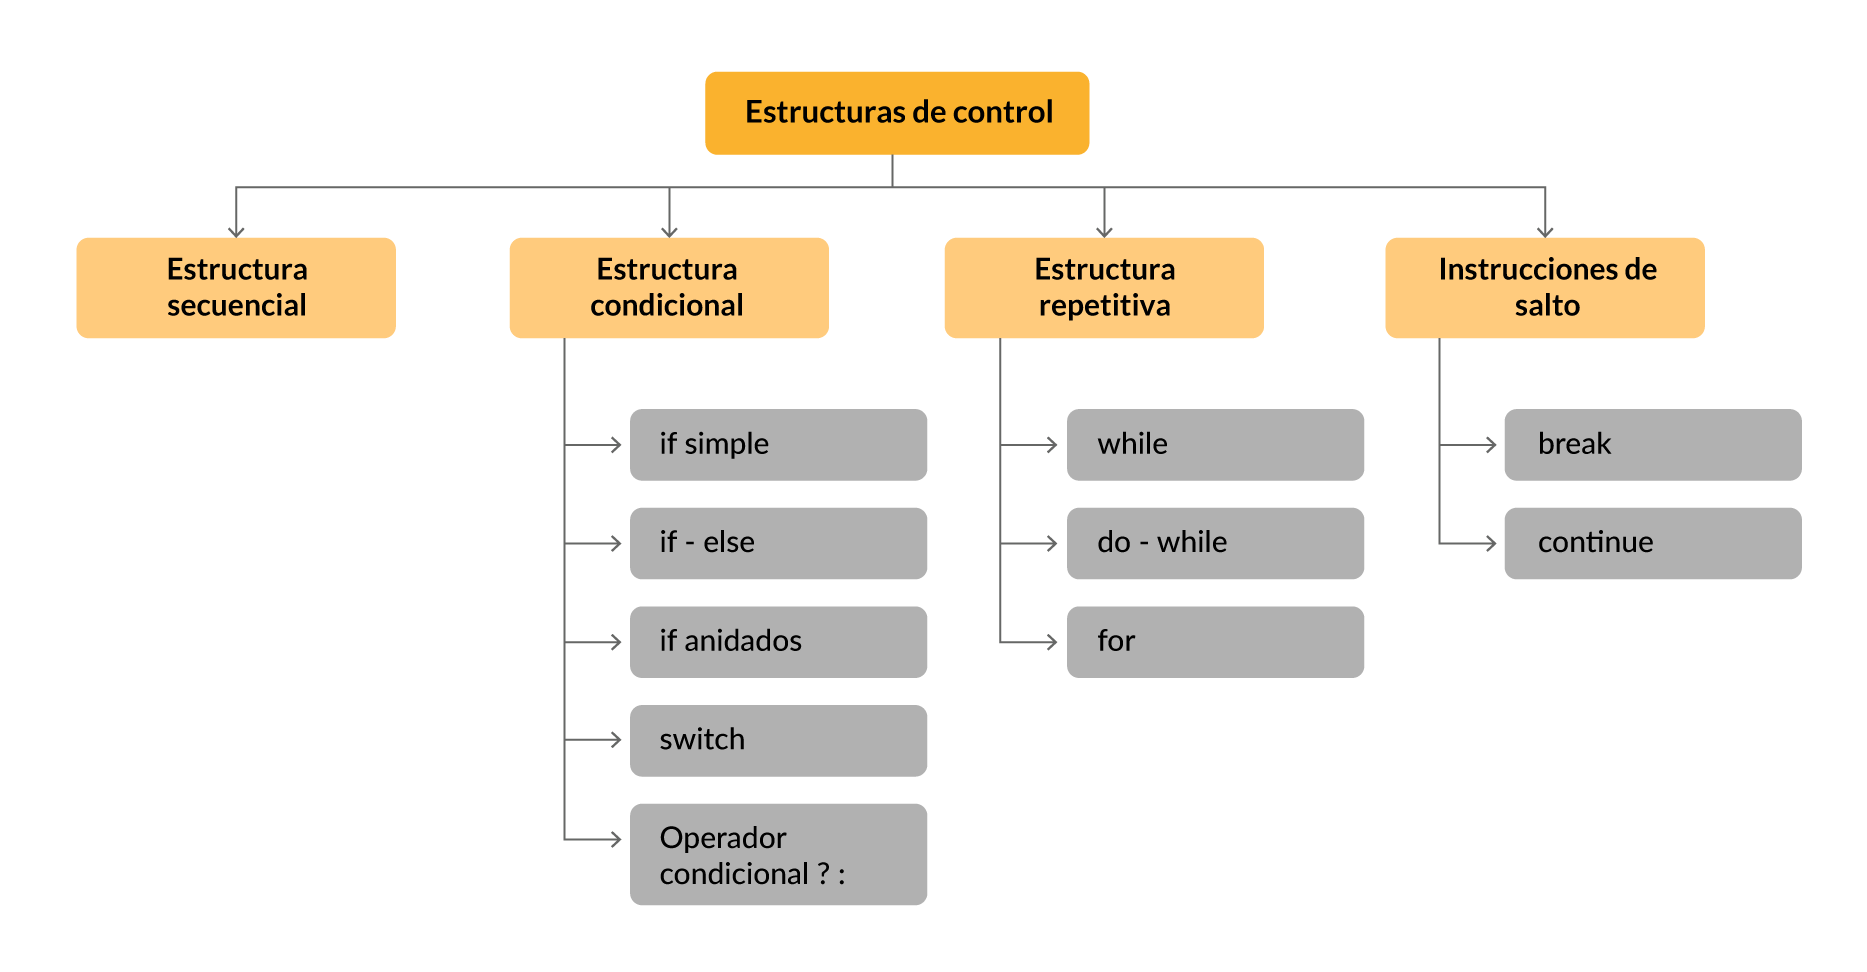 Estructuras de control
Estructura
secuencial
Estructura
condicional
Estructura
repetitiva
Instrucciones de
salto
if simple
if - else
if anidados
switch
Operador
condicional ? :
while
do - while
for
break
continue